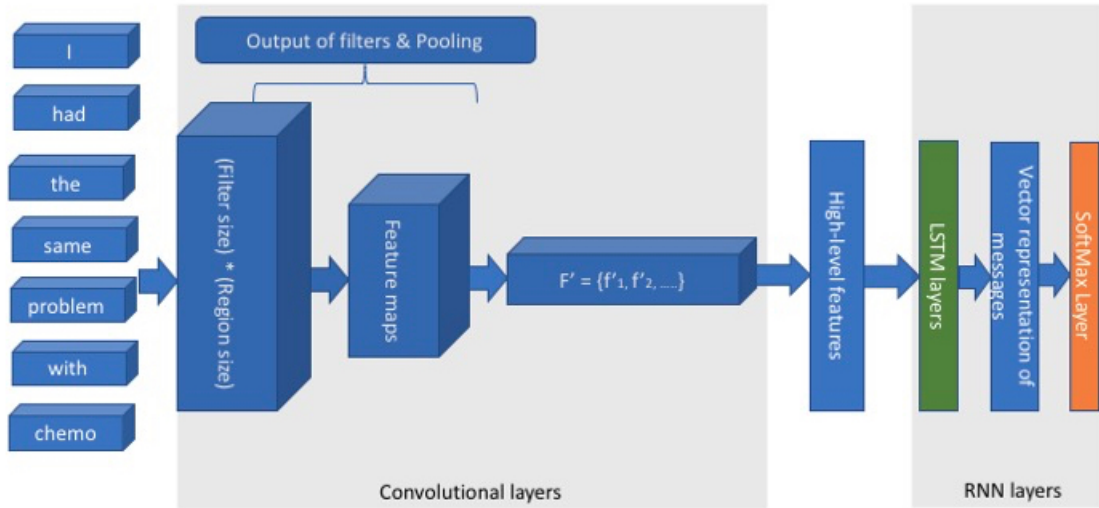 I
had
the
same
problem
with
chemo
Output of filters & Pooling
(Filter size) * (Region size)
Feature maps
F' = {f'₁, f'₂, .....}
Convolutional layers
High-level features
LSTM layers
Vector representation of
messages
SoftMax Layer
RNN layers